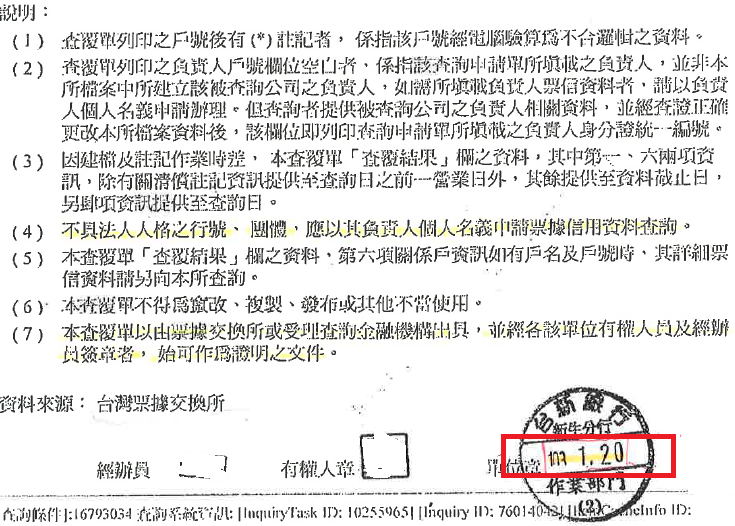 說明：
(1) 查覆單列印之戶號後有(*)註記者，係指該戶號經電腦驗算為不合邏輯之資料。
(2) 查覆單列印之負責人戶號欄位空白者，係指該查詢申請單所填載之負責人，並非本
所檔案中所建立該被查詢公司之負責人，如需所填載負責人票信資料者，請以負責
人個人名義申請辦理。但查詢者提供被查詢公司之負責人相關資料，並經查證正確
更改本所檔案資料後，該欄位即列印查詢申請單所填載之負責人身分證統一編號。
(3) 因建檔及註記作業時差，本查覆單「查覆結果」欄之資料，其中第一、六兩項資
訊，除有關清償註記資訊提供至查詢日之前一營業日外，其餘提供至資料截止日，
另肆項資訊提供至查詢日。
(4) 不具法人人格之行號、團體，應以其負責人個人名義申請票據信用資料查詢。
(5) 本查覆單「查覆結果」欄之資料，第六項關係戶資訊如有戶名及戶號時、其詳細票
信資料請另向本所查詢。
(6) 本查覆單不得為竄改、複製、發布或其他不當使用。
(7) 本查覆單以由票據交換所或受理查詢金融機構出具，並經各該單位有權人員及經辦
員簽章者，始可作為證明之文件。
資料來源：台灣票據交換所
台新銀行
新生分行
經辦員 有權人章 單位章 103 1.20
作業部門
(2)
查詢條件]:16793034 查詢系統資訊: [InquiryTask ID: 10255965] [Inquiry ID: 76014042] Info ID: